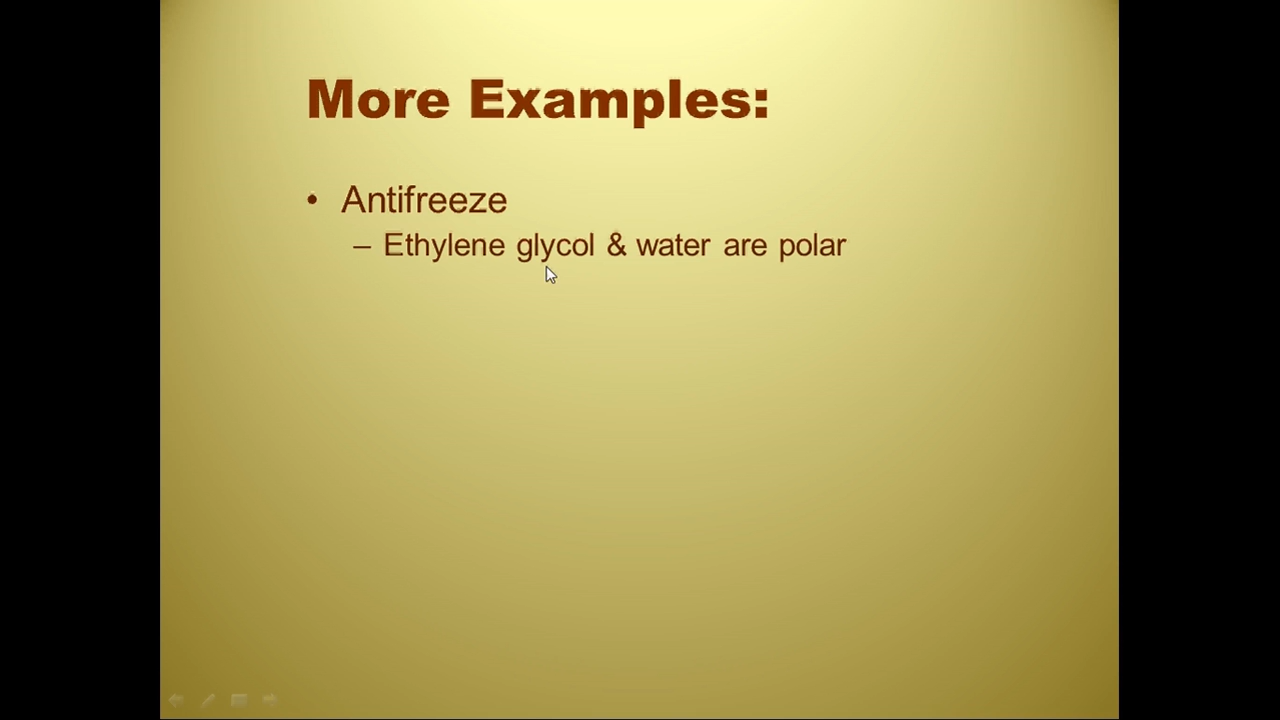 More Examples:
• Antifreeze
– Ethylene glycol & water are polar